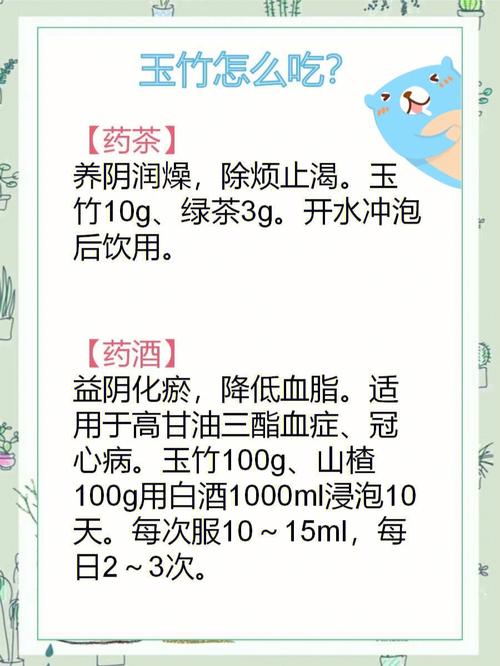 玉竹怎么吃？
【药茶】
养阴润燥，除烦止渴。玉
竹10g、绿茶3g。开水冲泡
后饮用。
【药酒】
益阴化瘀，降低血脂。适
用于高甘油三酯血症、冠
心病。玉竹100g、山楂
100g用白酒1000ml浸泡10
天。每次服10～15ml，每
日2～3次。